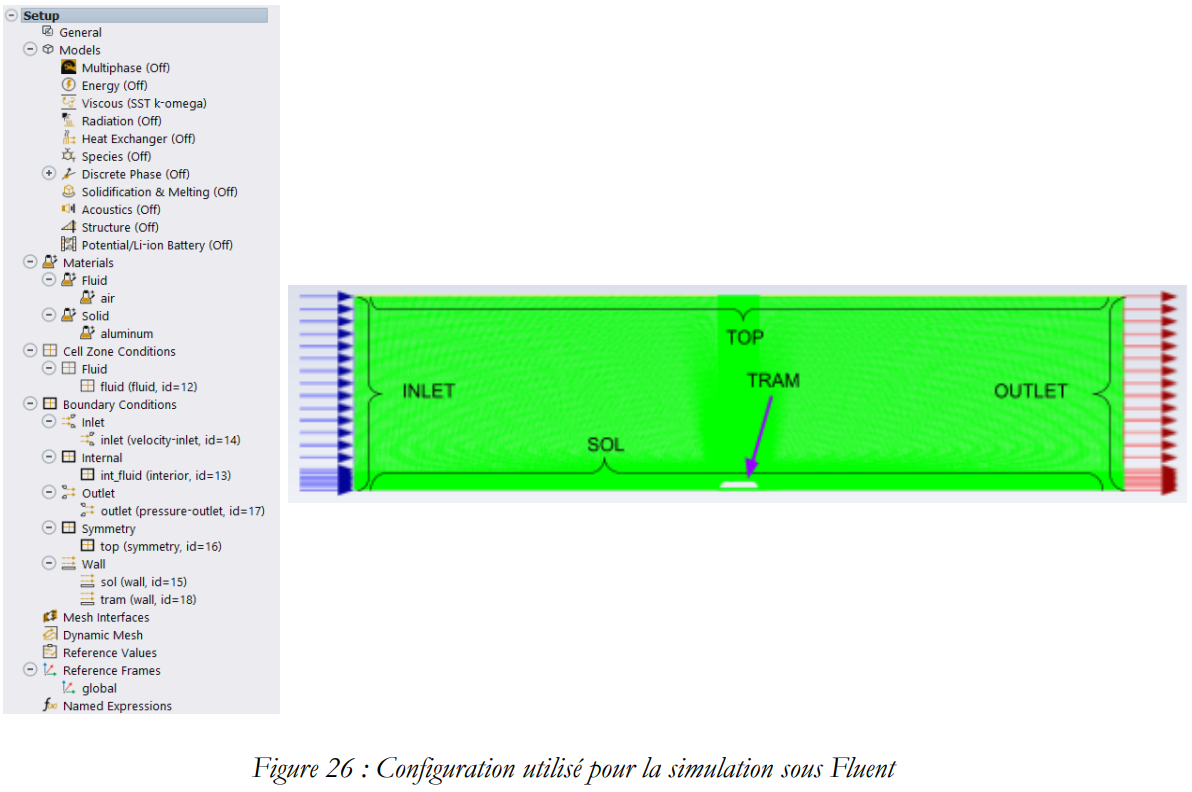 Setup
General
Models
Multiphase (Off)
Energy (Off)
Viscous (SST k-omega)
Radiation (Off)
Heat Exchanger (Off)
Species (Off)
Discrete Phase (Off)
Solidification & Melting (Off)
Acoustics (Off)
Structure (Off)
Potential/Li-ion Battery (Off)
Materials
Fluid
air
Solid
aluminum
Cell Zone Conditions
Fluid
fluid (fluid, id=12)
Boundary Conditions
Inlet
inlet (velocity-inlet, id=14)
Internal
int_fluid (interior, id=13)
Outlet
outlet (pressure-outlet, id=17)
Symmetry
top (symmetry, id=16)
Wall
sol (wall, id=15)
tram (wall, id=18)
Mesh Interfaces
Dynamic Mesh
Reference Values
Reference Frames
global
Named Expressions
TOP
TRAM
INLET
OUTLET
SOL
Figure 26 : Configuration utilisé pour la simulation sous Fluent